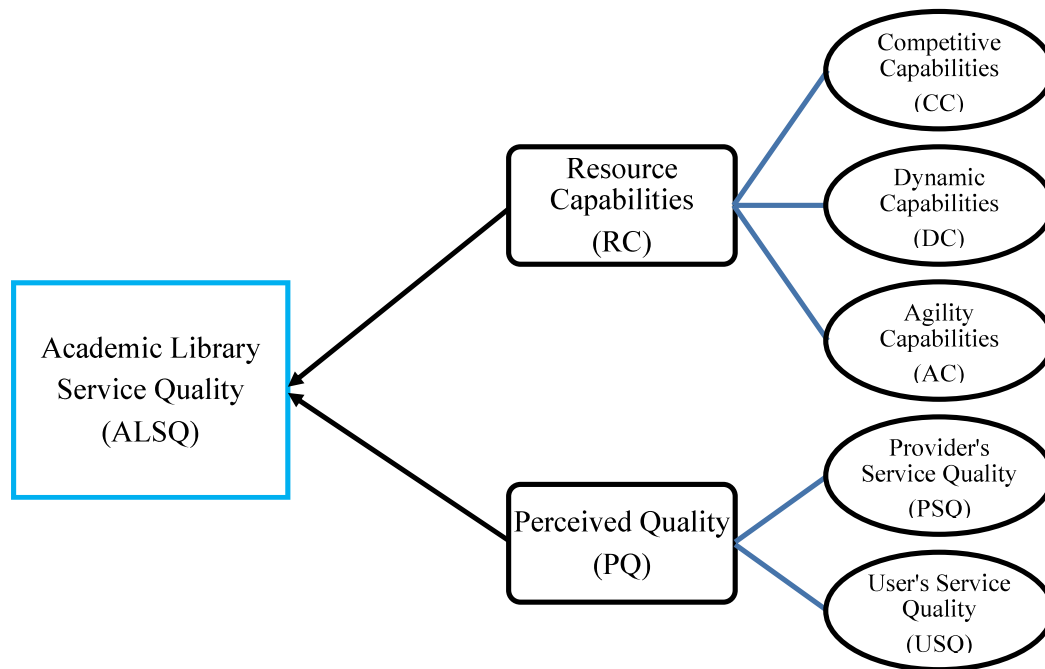 Academic Library
Service Quality
(ALSQ)
Resource
Capabilities
(RC)
Perceived Quality
(PQ)
Competitive
Capabilities
(CC)
Dynamic
Capabilities
(DC)
Agility
Capabilities
(AC)
Provider's
Service Quality
(PSQ)
User's Service
Quality
(USQ)